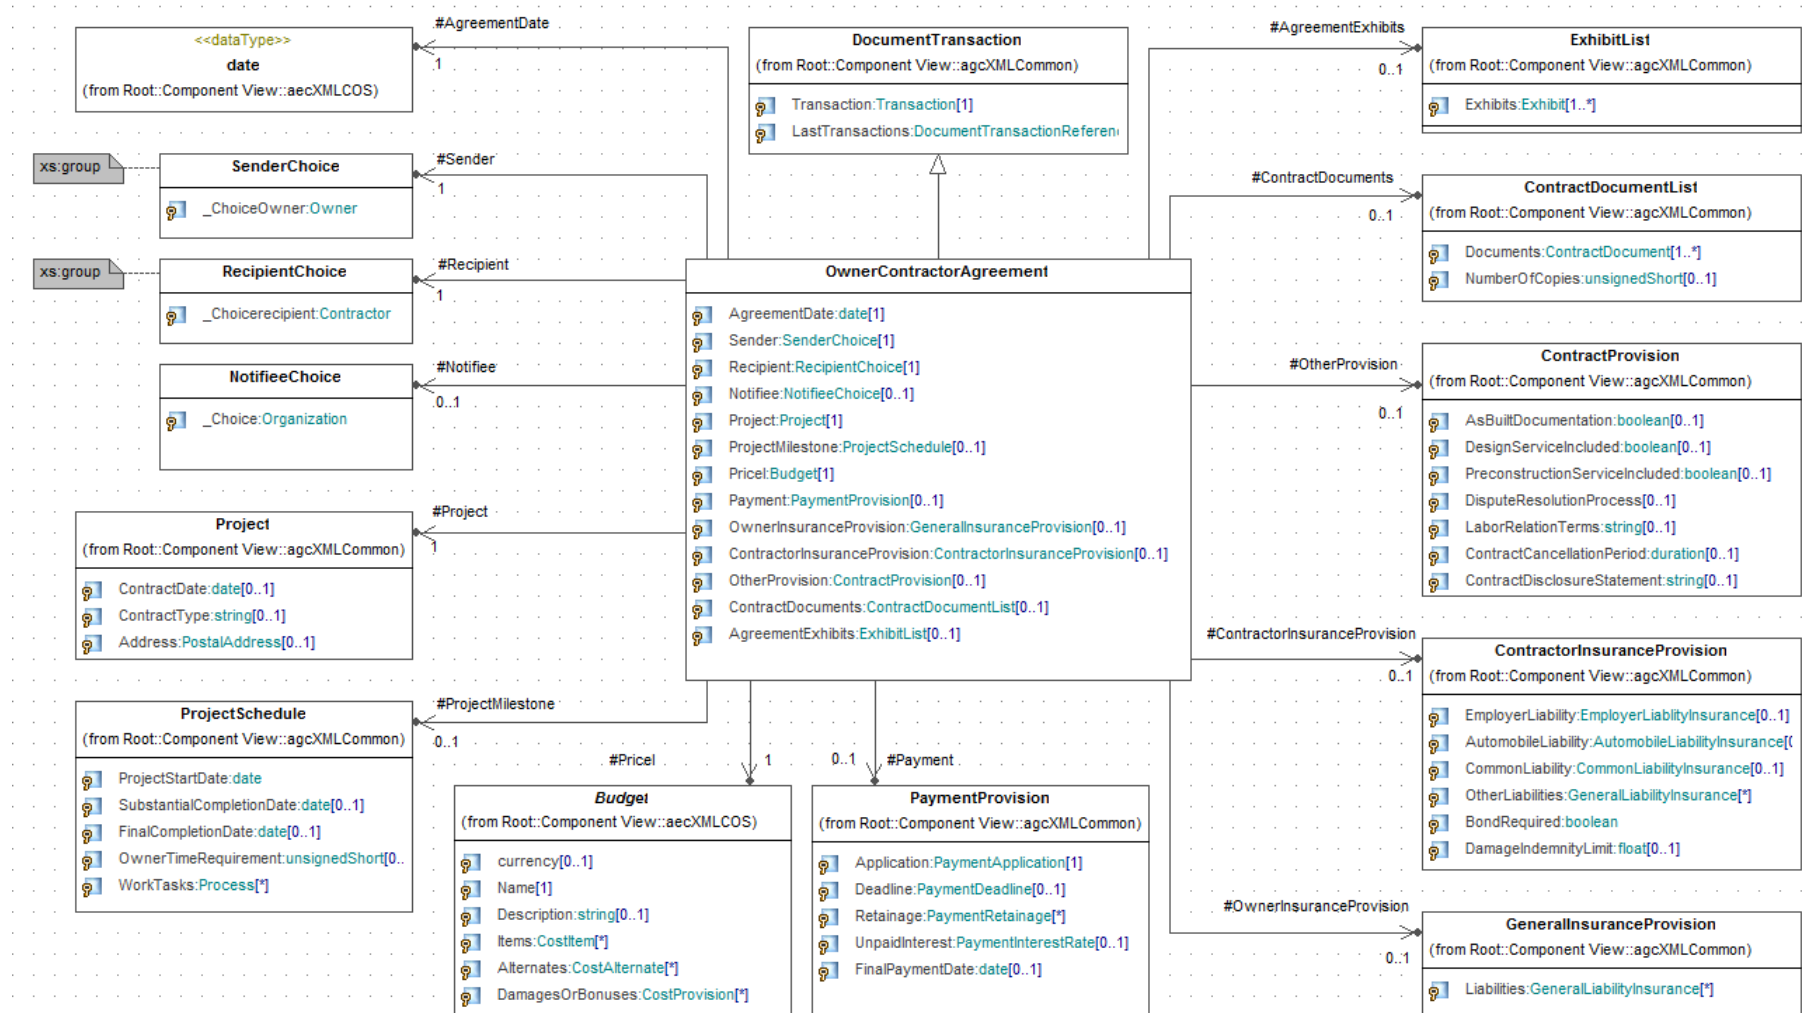 #AgreementDate
<<dataType>>
date
(from Root::Component View::aecXMLCOS)
1
DocumentTransaction
(from Root::Component View::agcXMLCommon)
Transaction:Transaction[1]
LastTransactions:DocumentTransactionReferen
#AgreementExhibits
0..1
ExhibitList
(from Root::Component View::agcXMLCommon)
Exhibits:Exhibit[1..*]
xs:group
SenderChoice
_ChoiceOwner:Owner
#Sender
1
#ContractDocuments
0..1
ContractDocumentList
(from Root::Component View::agcXMLCommon)
Documents:ContractDocument[1..*]
NumberOfCopies:unsignedShort[0..1]
xs:group
RecipientChoice
_Choicerecipient:Contractor
#Recipient
1
OwnerContractorAgreement
AgreementDate:date[1]
Sender:SenderChoice[1]
Recipient:RecipientChoice[1]
Notifiee:NotifieeChoice[0..1]
Project:Project[1]
ProjectMilestone:ProjectSchedule[0..1]
Pricel:Budget[1]
Payment:PaymentProvision[0..1]
OwnerInsuranceProvision:GeneralInsuranceProvision[0..1]
ContractorInsuranceProvision:ContractorInsuranceProvision[0..1]
OtherProvision:ContractProvision[0..1]
ContractDocuments:ContractDocumentList[0..1]
AgreementExhibits:ExhibitList[0..1]
NotifieeChoice
_Choice:Organization
#Notifiee
0..1
#OtherProvision
0..1
ContractProvision
(from Root::Component View::agcXMLCommon)
AsBuiltDocumentation:boolean[0..1]
DesignServiceIncluded:boolean[0..1]
PreconstructionServiceIncluded:boolean[0..1]
DisputeResolutionProcess[0..1]
LaborRelationTerms:string[0..1]
ContractCancellationPeriod:duration[0..1]
ContractDisclosureStatement:string[0..1]
Project
(from Root::Component View::agcXMLCommon)
ContractDate:date[0..1]
ContractType:string[0..1]
Address:PostalAddress[0..1]
#Project
1
#ContractorInsuranceProvision
0..1
ContractorInsuranceProvision
(from Root::Component View::agcXMLCommon)
EmployerLiability:EmployerLiablityInsurance[0..1]
AutomobileLiability:AutomobileLiabilityInsurance[(
CommonLiability:CommonLiabilityInsurance[0..1]
OtherLiabilities:GeneralLiabilityInsurance[*]
BondRequired:boolean
DamageIndemnityLimit:float[0..1]
ProjectSchedule
(from Root::Component View::agcXMLCommon)
ProjectStartDate:date
SubstantialCompletionDate:date[0..1]
FinalCompletionDate:date[0..1]
OwnerTimeRequirement:unsignedShort[0..
WorkTasks:Process[*]
#ProjectMilestone
0..1
#Pricel
1
Budget
(from Root::Component View::aecXMLCOS)
currency[0..1]
Name[1]
Description:string[0..1]
Items:CostItem[*]
Alternates:CostAlternate[*]
DamagesOrBonuses:CostProvision[*]
0..1
#Payment
PaymentProvision
(from Root::Component View::agcXMLCommon)
Application:PaymentApplication[1]
Deadline:PaymentDeadline[0..1]
Retainage:PaymentRetainage[*]
UnpaidInterest:PaymentInterestRate[0..1]
FinalPaymentDate:date[0..1]
#OwnerInsuranceProvision
0..1
GeneralInsuranceProvision
(from Root::Component View::agcXMLCommon)
Liabilities:GeneralLiabilityInsurance[*]